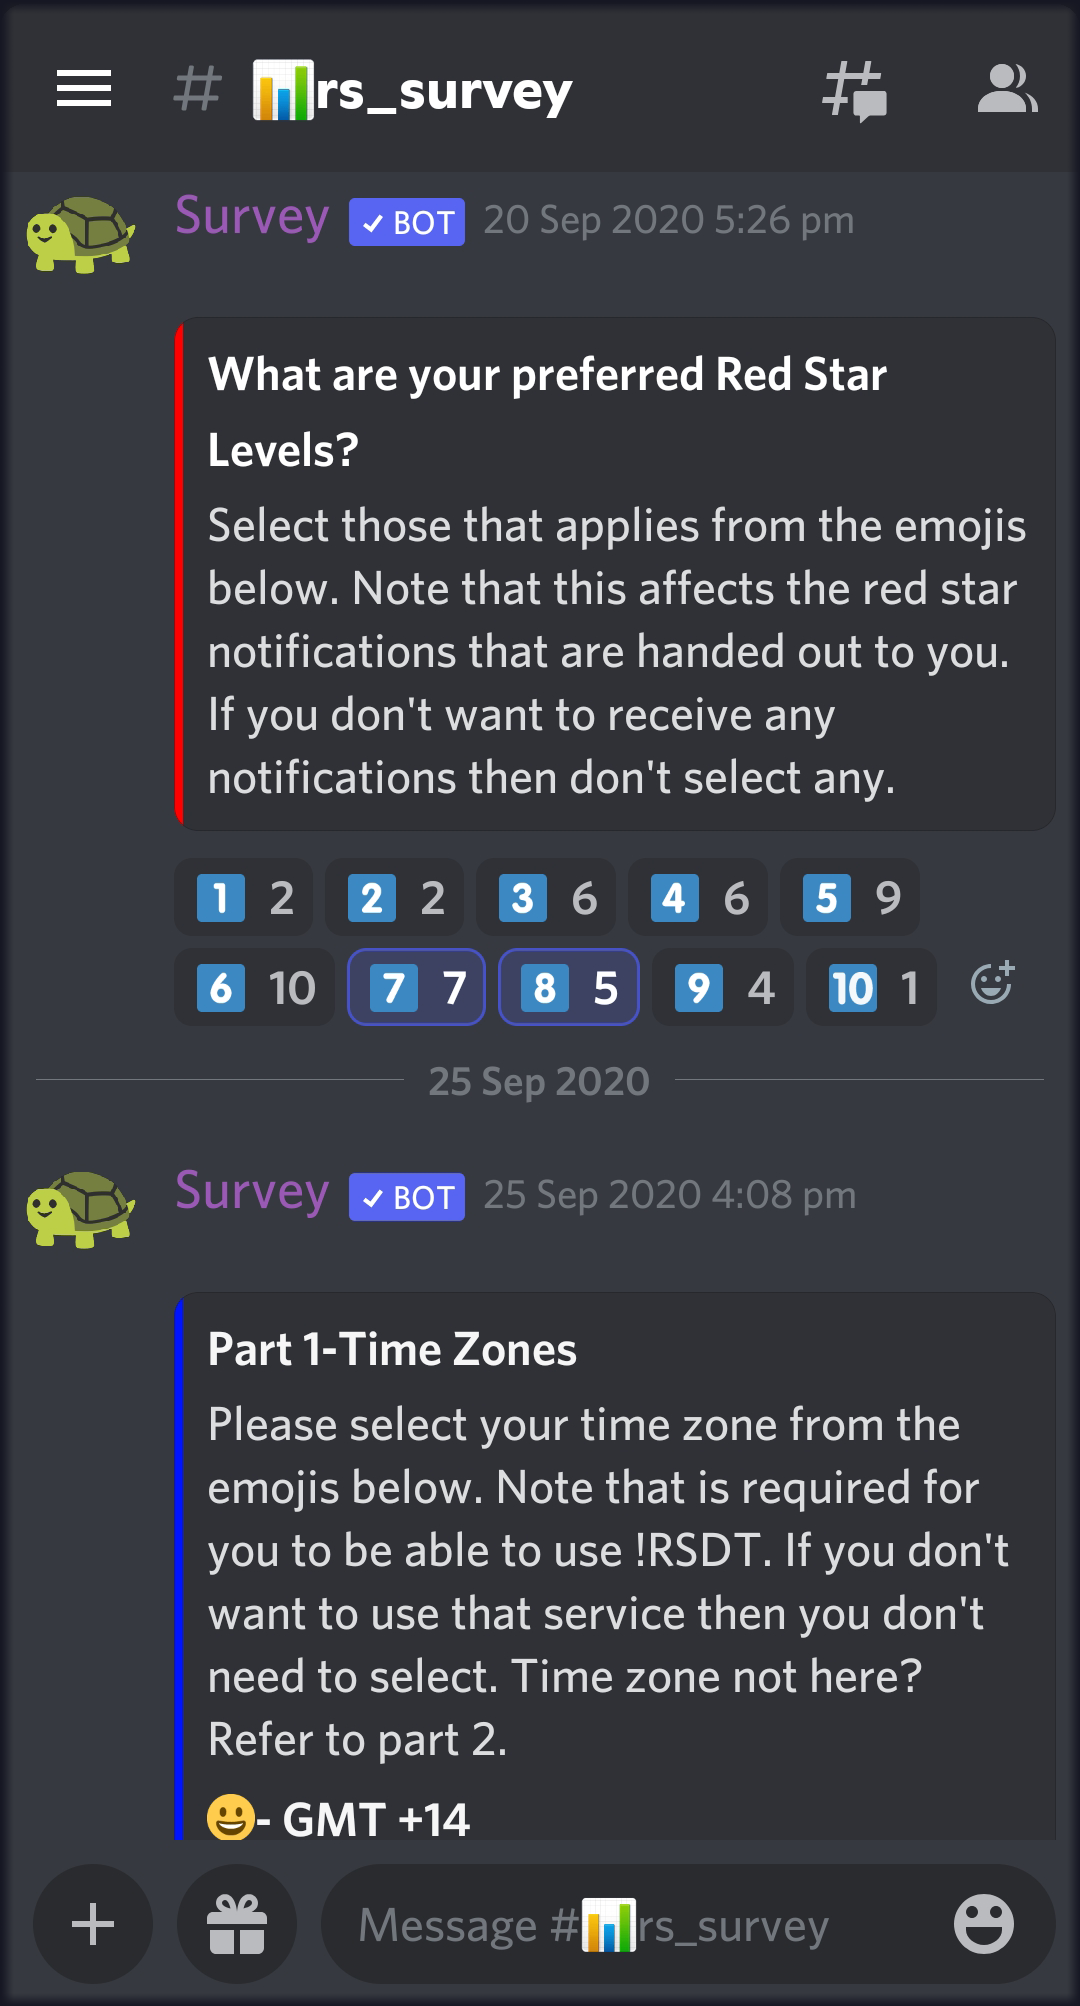 # 📊rs_survey
Survey ✓ BOT 20 Sep 2020 5:26 pm
What are your preferred Red Star
Levels?
Select those that applies from the emojis
below. Note that this affects the red star
notifications that are handed out to you.
If you don't want to receive any
notifications then don't select any.
1 2 2 2 3 6 4 6 5 9
6 10 7 7 8 5 9 4 10 1
25 Sep 2020
Survey ✓ BOT 25 Sep 2020 4:08 pm
Part 1-Time Zones
Please select your time zone from the
emojis below. Note that is required for
you to be able to use !RSDT. If you don't
want to use that service then you don't
need to select. Time zone not here?
Refer to part 2.
😀- GMT +14
Message #📊rs_survey